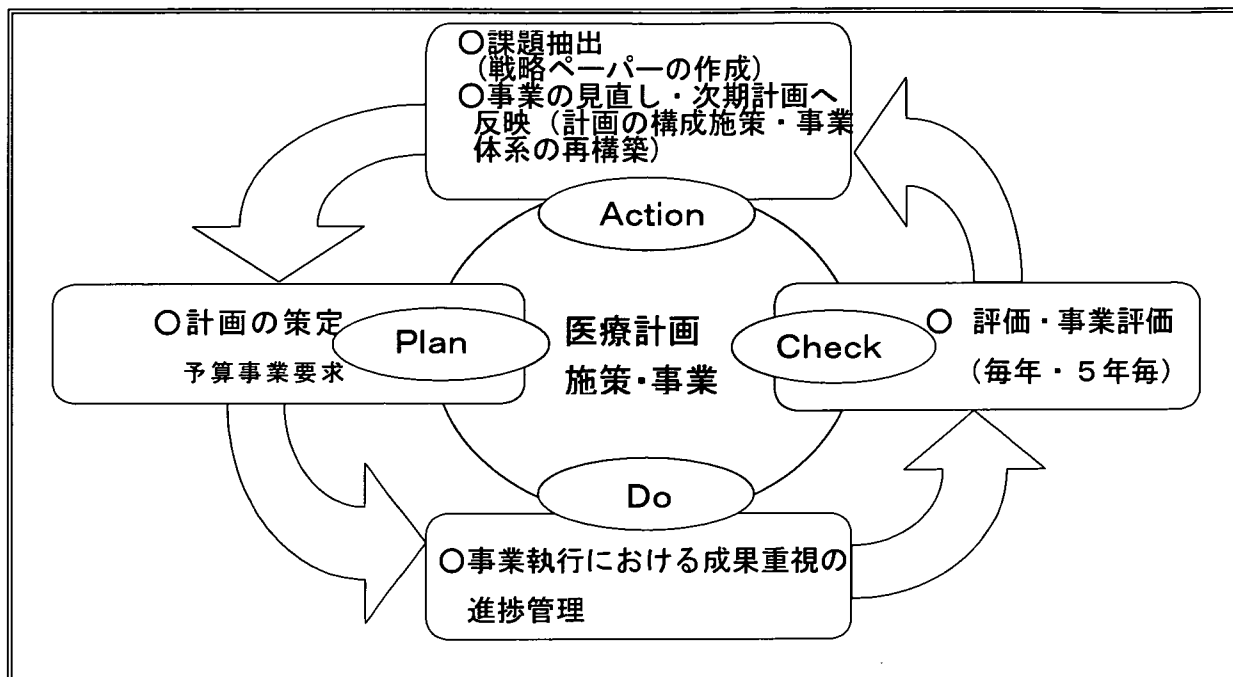 ○課題抽出
（戦略ペーパーの作成）
○事業の見直し・次期計画へ
反映（計画の構成施策・事業
体系の再構築）
Action
○計画の策定
予算事業要求
Plan
医療計画
施策・事業
Check
○ 評価・事業評価
（毎年・５年毎）
Do
○事業執行における成果重視の
進捗管理